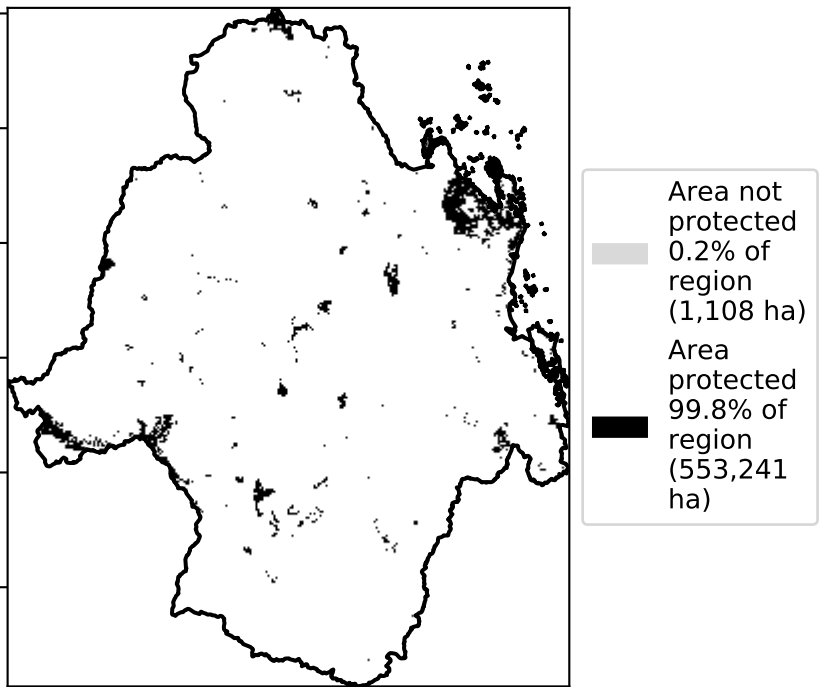 Area not
protected
0.2% of
region
(1,108 ha)
Area
protected
99.8% of
region
(553,241
ha)